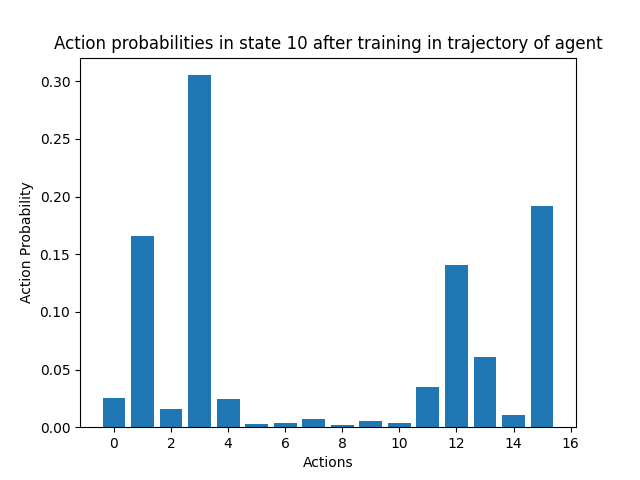 Action probabilities in state 10 after training in trajectory of agent
0.30
0.25
0.20
0.15
0.10
0.05
0.00
Action Probability
0 2 4 6 8 10 12 14 16
Actions